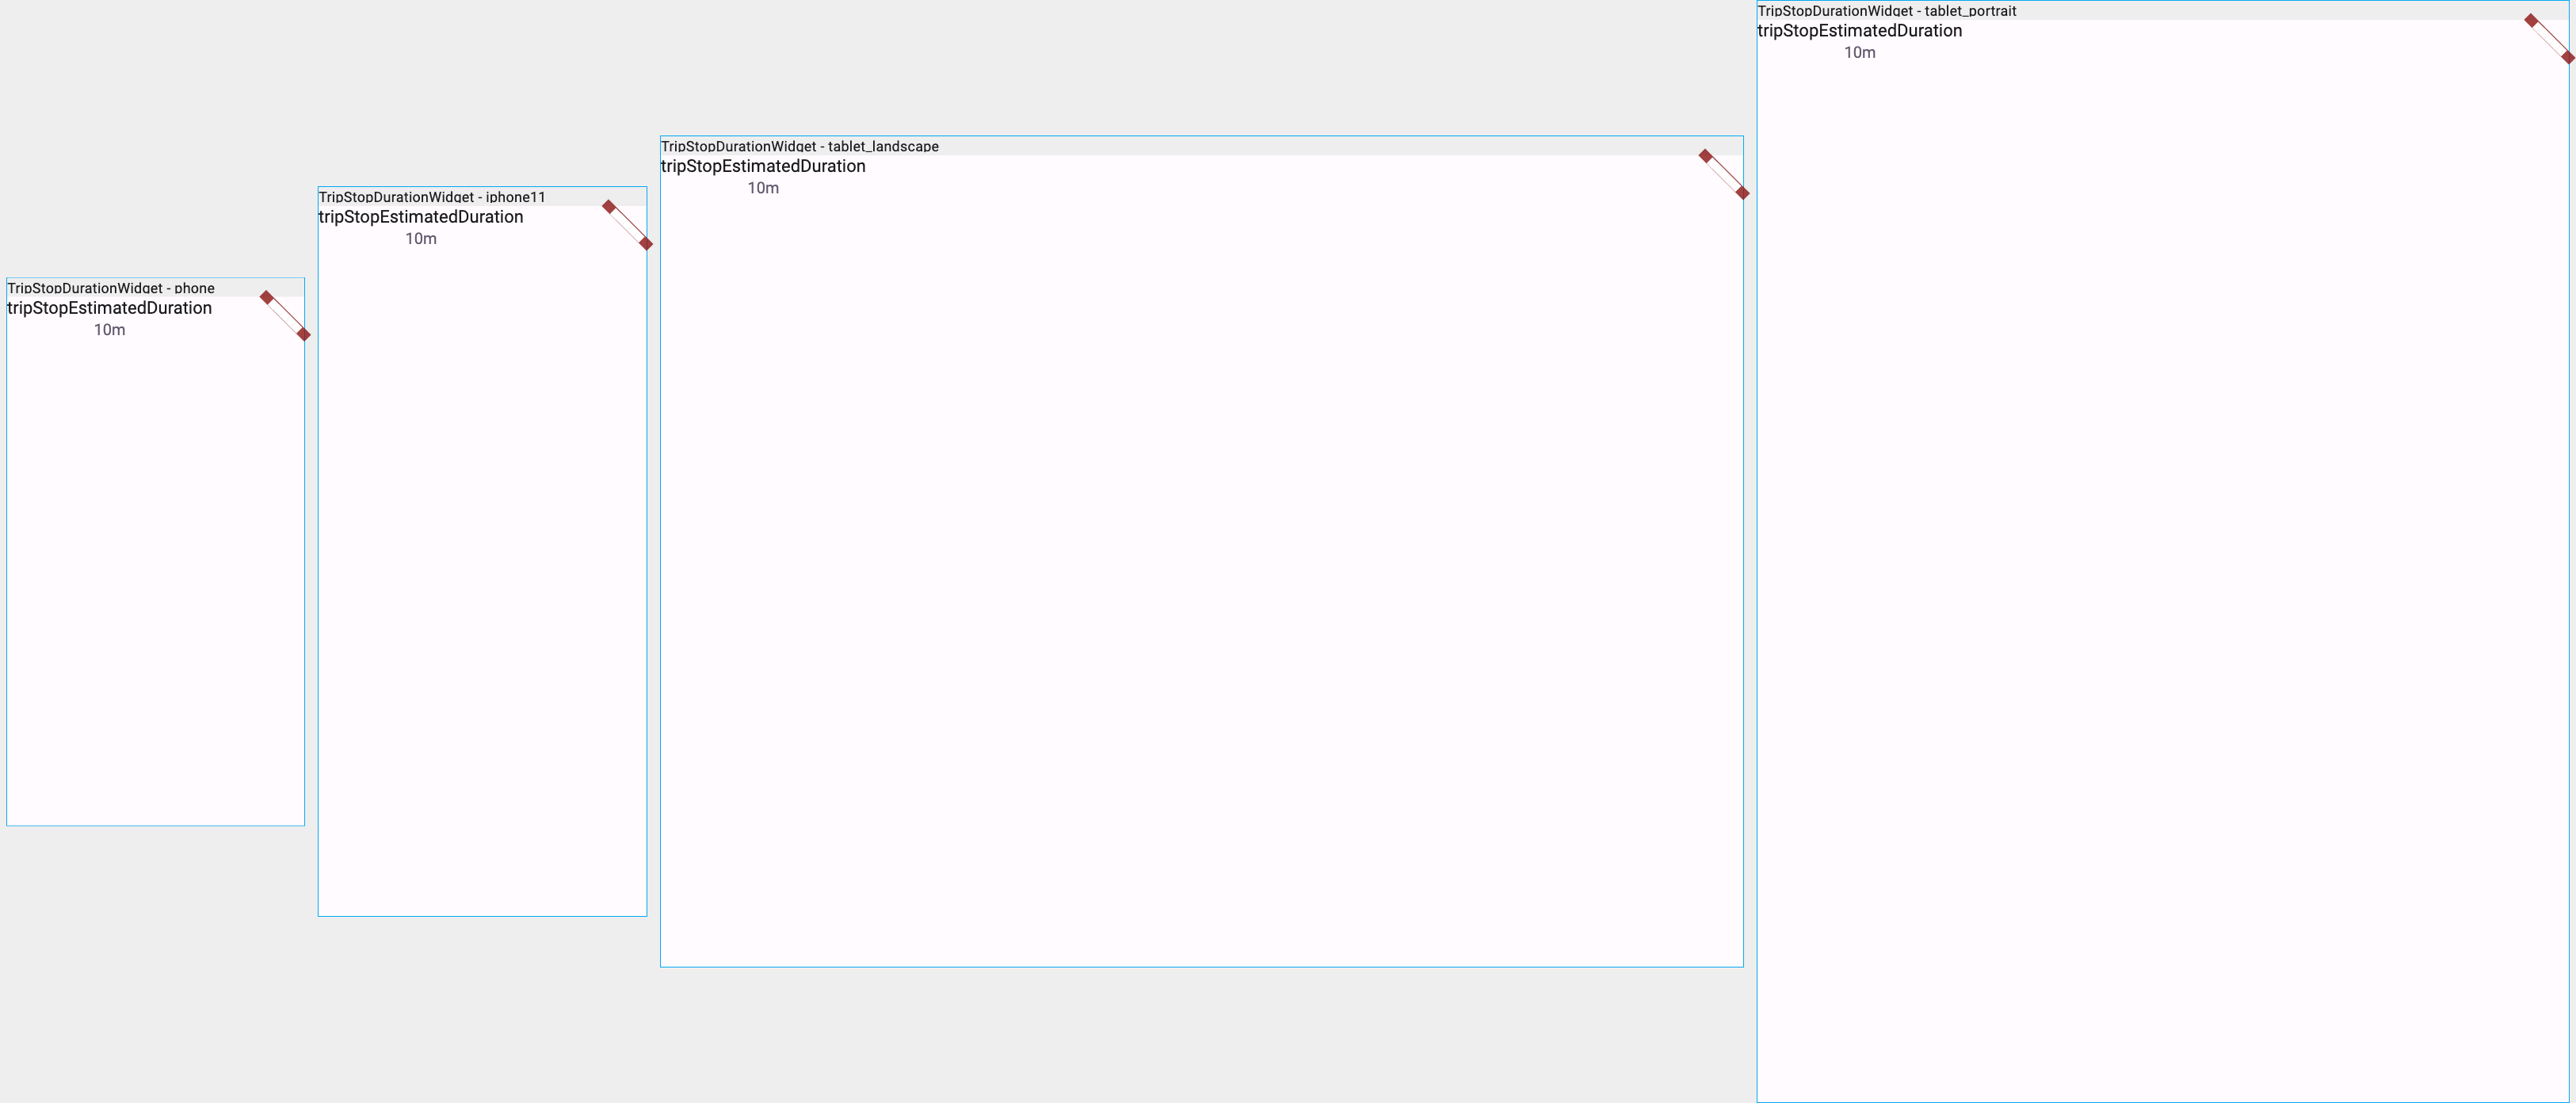 TripStopDurationWidget - phone
tripStopEstimatedDuration
10m
TripStopDurationWidget - iphone11
tripStopEstimatedDuration
10m
TripStopDurationWidget - tablet_landscape
tripStopEstimatedDuration
10m
TripStopDurationWidget - tablet_portrait
tripStopEstimatedDuration
10m